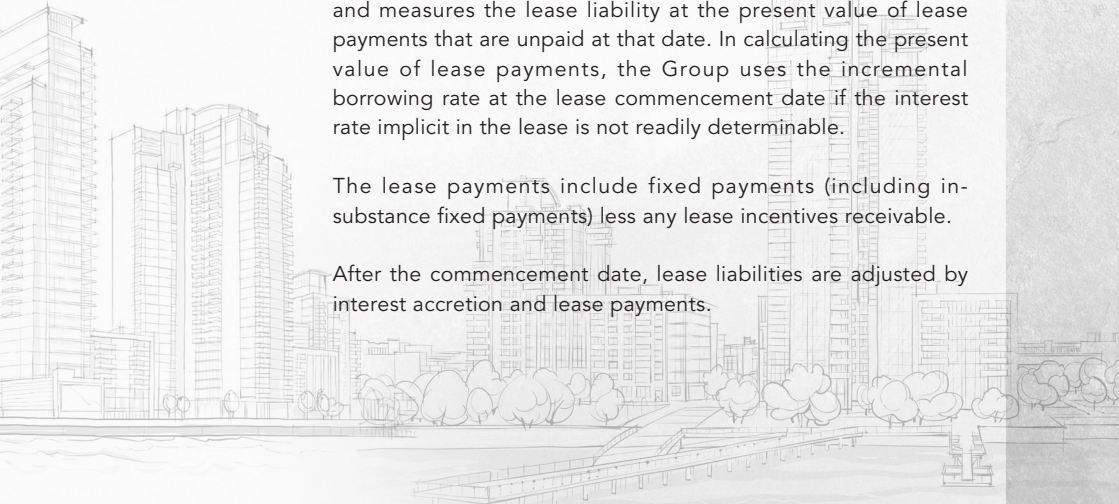 and measures the lease liability at the present value of lease
payments that are unpaid at that date. In calculating the present
value of lease payments, the Group uses the incremental
borrowing rate at the lease commencement date if the interest
rate implicit in the lease is not readily determinable.
The lease payments include fixed payments (including in-
substance fixed payments) less any lease incentives receivable.
After the commencement date, lease liabilities are adjusted by
interest accretion and lease payments.